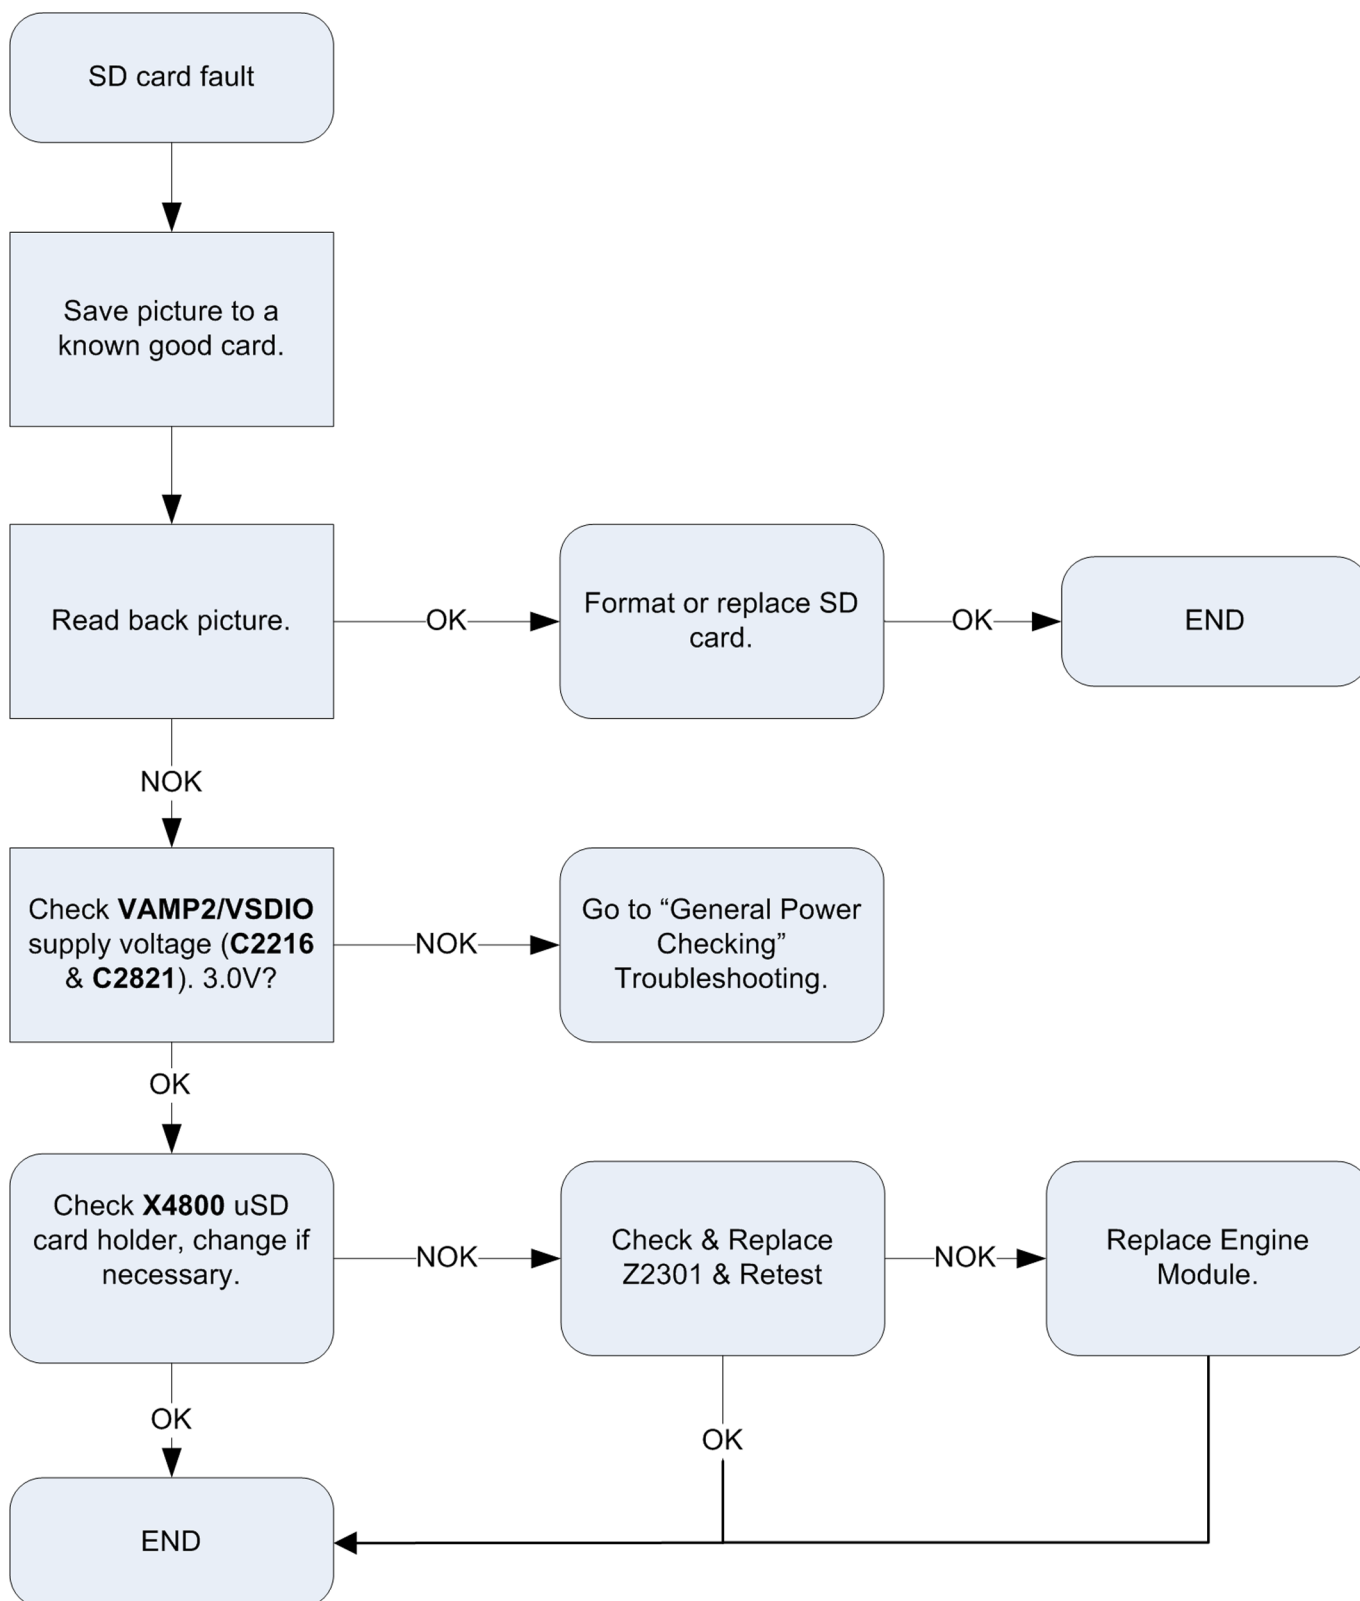 SD card fault
Save picture to a
known good card.
Read back picture.
OK
Format or replace SD
card.
OK
END
NOK
Check VAMP2/VSDIO
supply voltage (C2216
& C2821). 3.0V?
NOK
Go to “General Power
Checking”
Troubleshooting.
OK
Check X4800 uSD
card holder, change if
necessary.
NOK
Check & Replace
Z2301 & Retest
NOK
Replace Engine
Module.
OK
OK
END